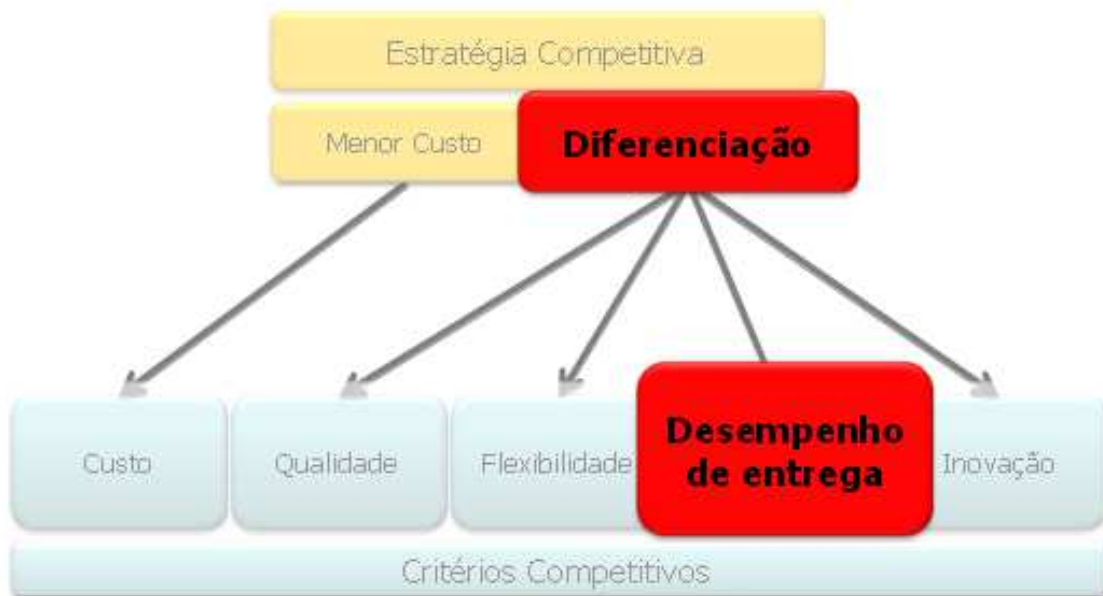 Estratégia Competitiva
Menor Custo
Diferenciação
Custo
Qualidade
Flexibilidade
Desempenho
de entrega
Inovação
Critérios Competitivos